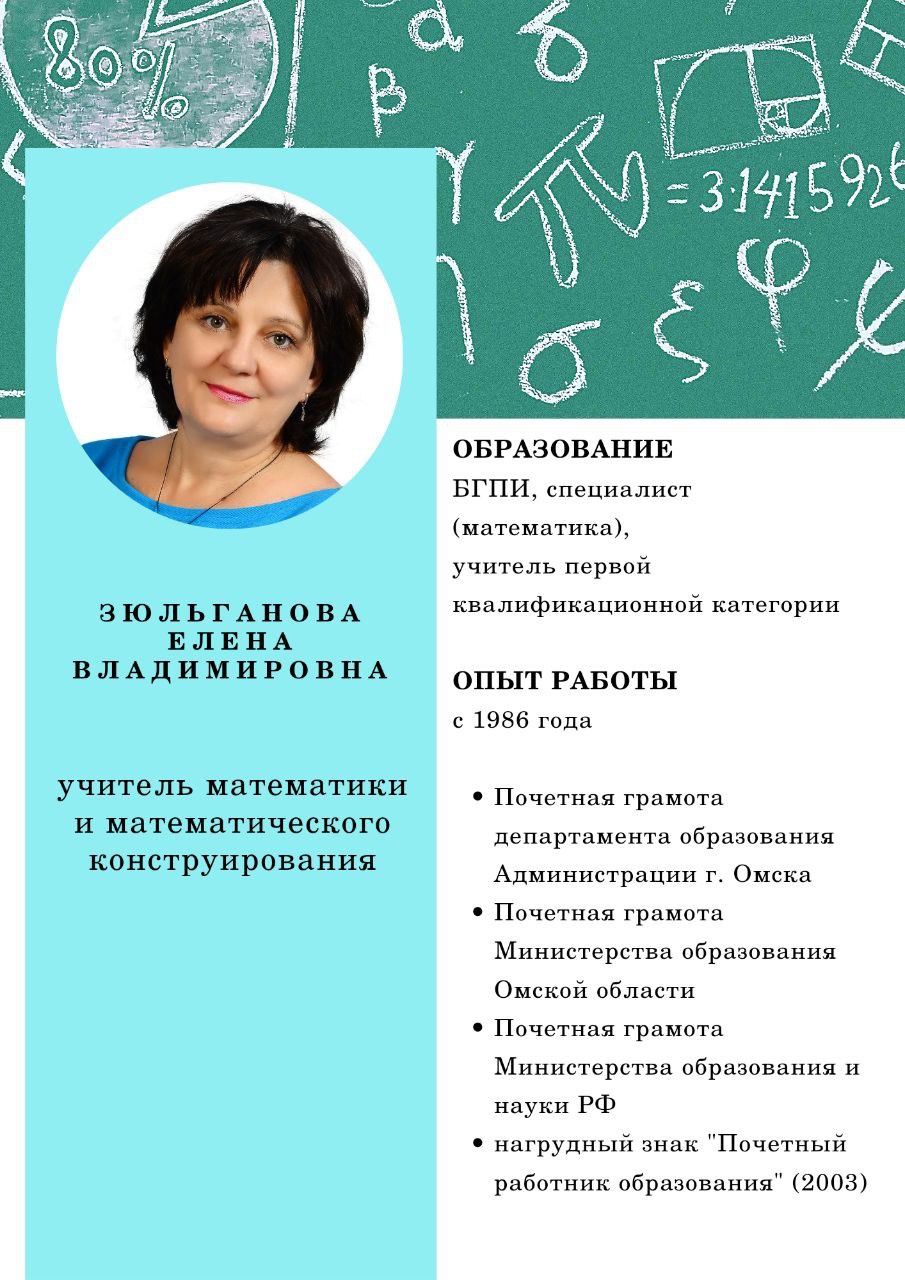 80%
α
γ
β
π
=3.1415926
σ
ξ
φ
ОБРАЗОВАНИЕ
БГПИ, специалист
(математика),
учитель первой
квалификационной категории
ЗЮЛЬГАНОВА
ЕЛЕНА
ВЛАДИМИРОВНА
ОПЫТ РАБОТЫ
с 1986 года
учитель математики
и математического
конструирования
• Почетная грамота
департамента образования
Администрации г. Омска
• Почетная грамота
Министерства образования
Омской области
• Почетная грамота
Министерства образования и
науки РФ
• нагрудный знак "Почетный
работник образования" (2003)